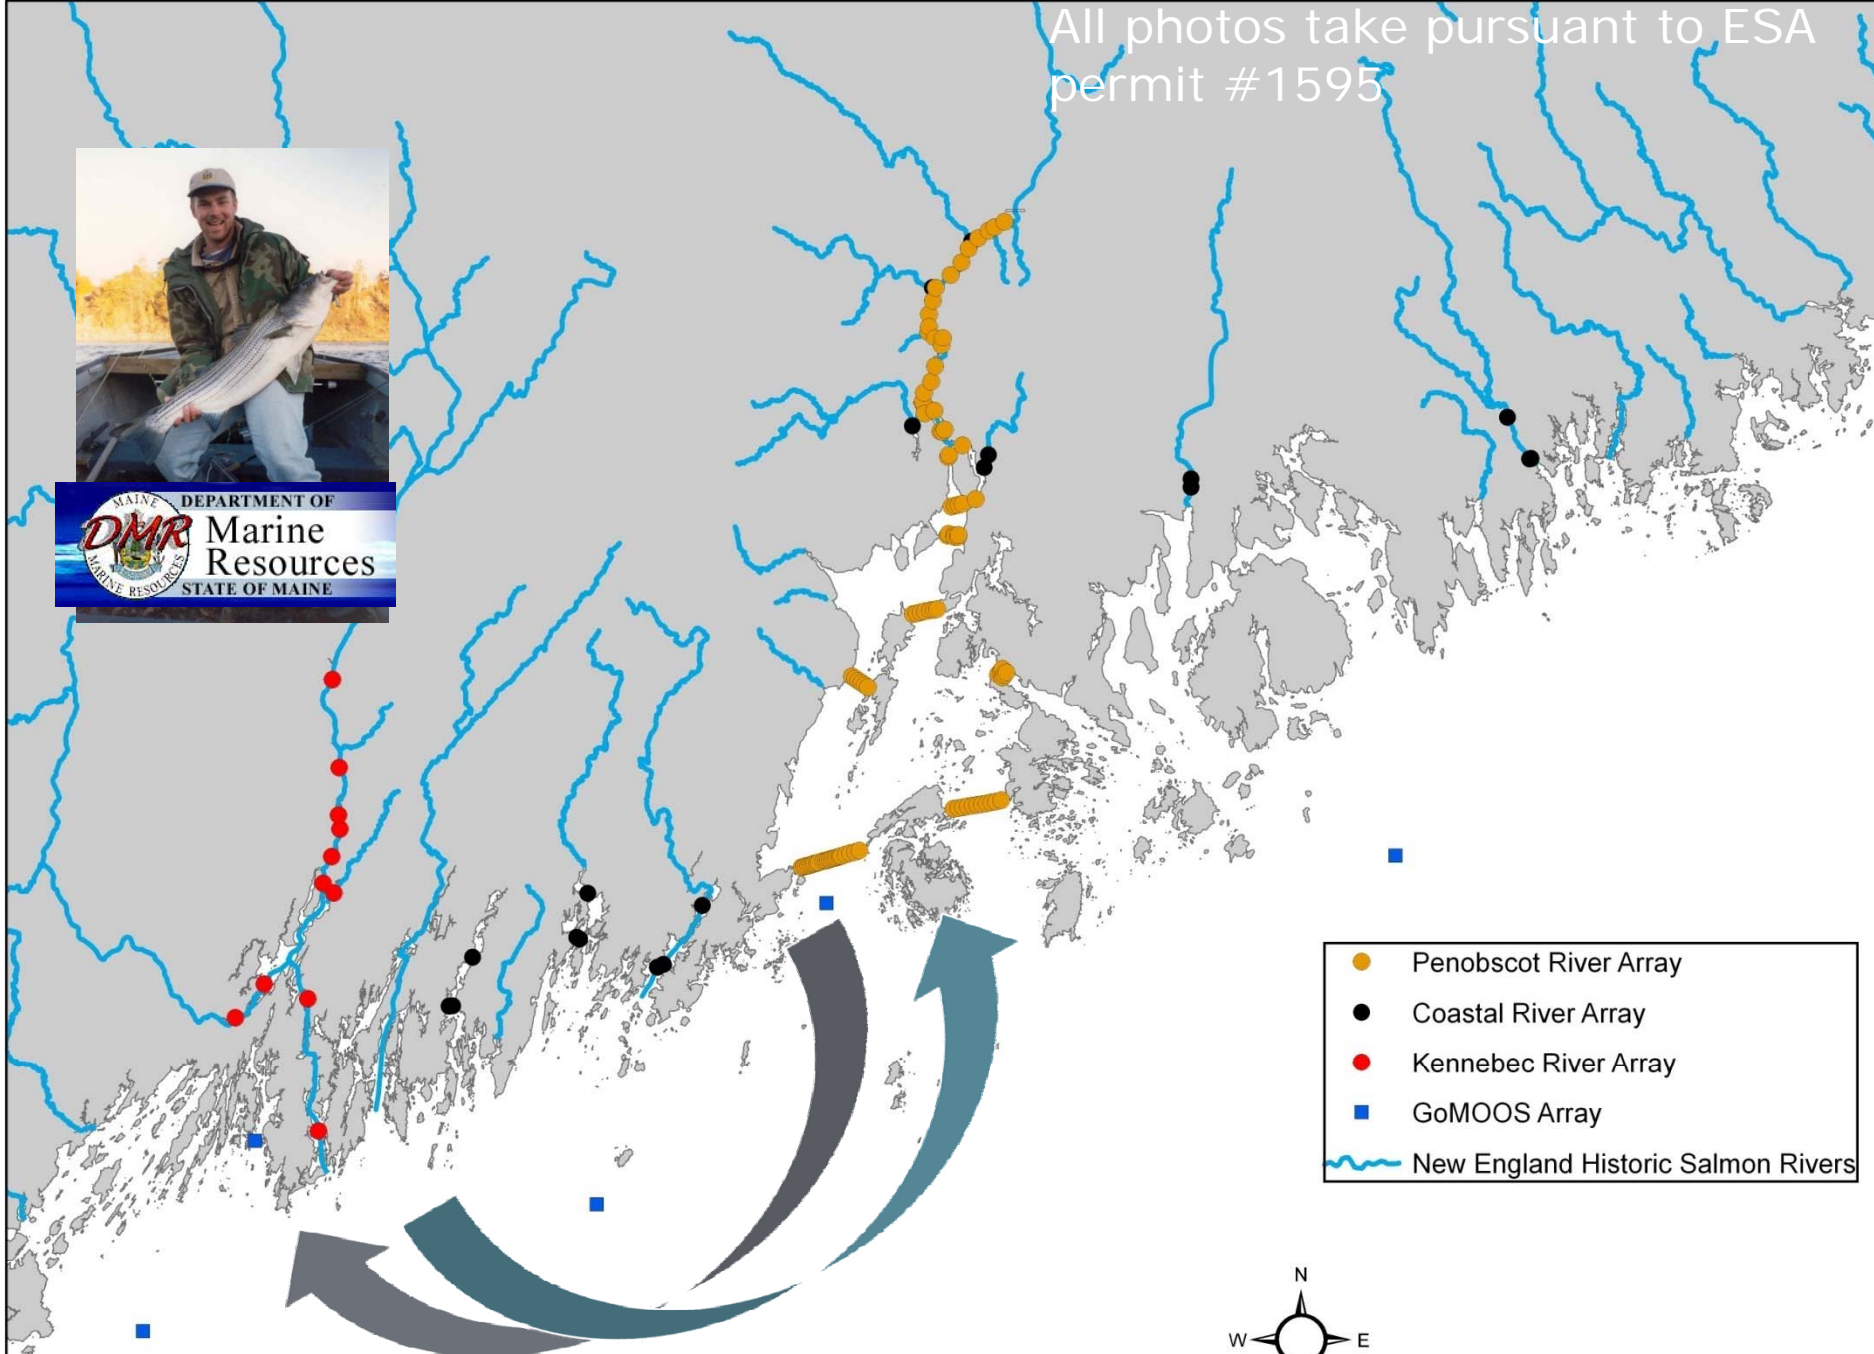 All photos take pursuant to ESA
permit #1595
MAINE
DMR
MARINE RESOURCES
DEPARTMENT OF
Marine
Resources
STATE OF MAINE
Penobscot River Array
Coastal River Array
Kennebec River Array
GoMOOS Array
New England Historic Salmon Rivers
N
W
E